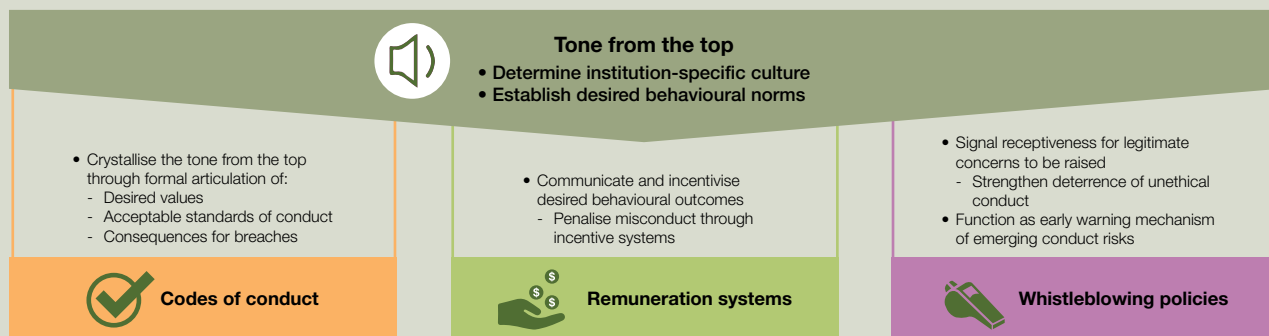 Tone from the top
• Determine institution-specific culture
• Establish desired behavioural norms
• Crystallise the tone from the top
through formal articulation of:
- Desired values
- Acceptable standards of conduct
- Consequences for breaches
Codes of conduct
• Communicate and incentivise
desired behavioural outcomes
- Penalise misconduct through
incentive systems
$
$
$
Remuneration systems
• Signal receptiveness for legitimate
concerns to be raised
- Strengthen deterrence of unethical
conduct
• Function as early warning mechanism
of emerging conduct risks
Whistleblowing policies